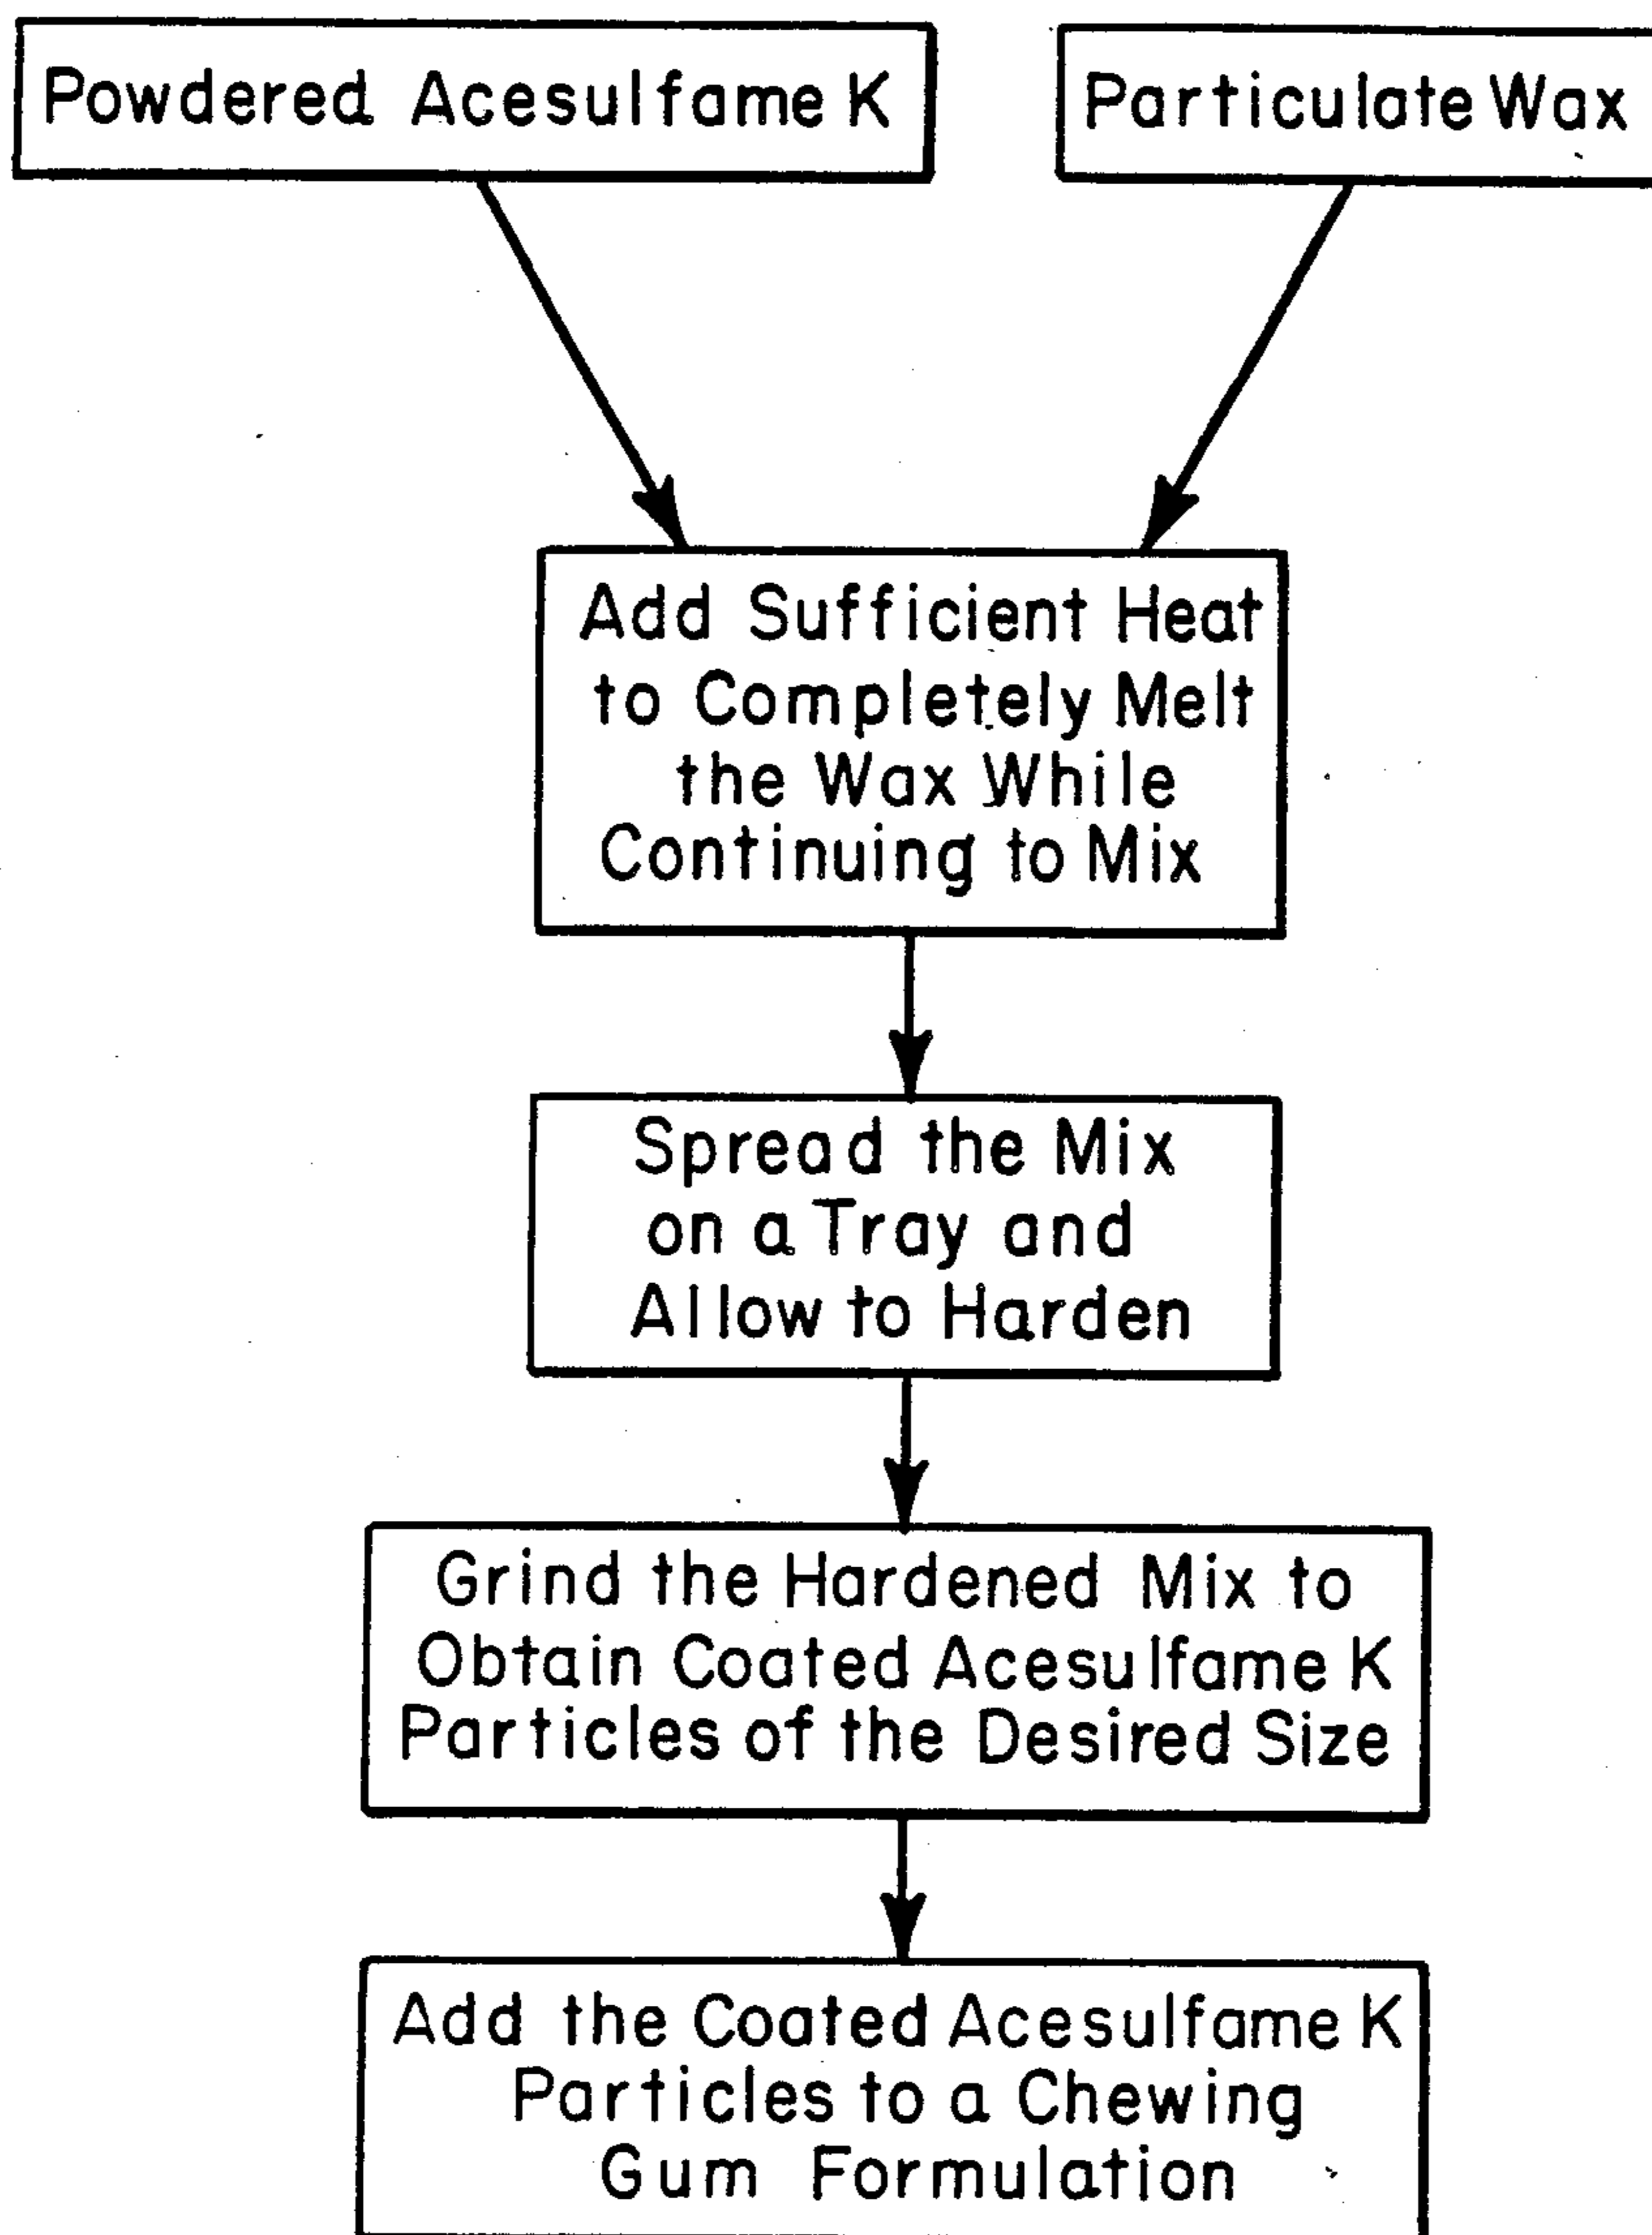 Powdered Acesulfame K
Particulate Wax
Add Sufficient Heat
to Completely Melt
the Wax While
Continuing to Mix
Spread the Mix
on a Tray and
Allow to Harden
Grind the Hardened Mix to
Obtain Coated Acesulfame K
Particles of the Desired Size
Add the Coated Acesulfame K
Particles to a Chewing
Gum Formulation